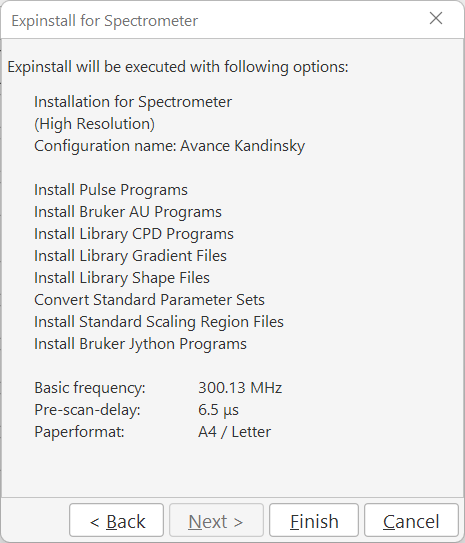 Expinstall for Spectrometer
Expinstall will be executed with following options:
Installation for Spectrometer
(High Resolution)
Configuration name: Avance Kandinsky
Install Pulse Programs
Install Bruker AU Programs
Install Library CPD Programs
Install Library Gradient Files
Install Library Shape Files
Convert Standard Parameter Sets
Install Standard Scaling Region Files
Install Bruker Jython Programs
Basic frequency: 300.13 MHz
Pre-scan-delay: 6.5 µs
Paperformat: A4 / Letter
< Back Next > Finish Cancel